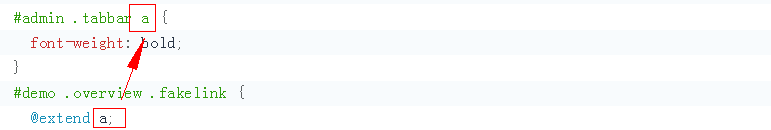 #admin .tabbar a {
font-weight: bold;
}
#demo .overview .fakelink {
@extend a;